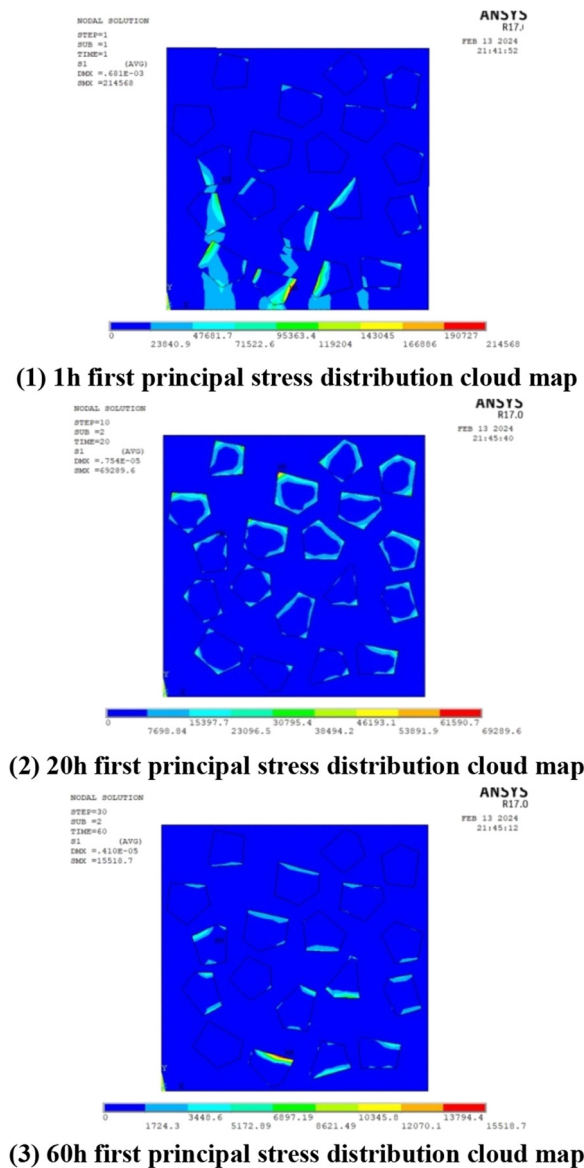 NODAL SOLUTION
STEP=1
SUB =1
TIME=1
S1 (AVG)
DMX =.681E-03
SMX =214568
ANSYS
R17.0
FEB 13 2024
21:41:52
Y
0 47681.7 95363.4 143045 190727
23840.9 71522.6 119204 166886 214568
(1) 1h first principal stress distribution cloud map
NODAL SOLUTION
STEP=10
SUB =2
TIME=20
S1 (AVG)
DMX =.754E-05
SMX =69289.6
ANSYS
R17.0
FEB 13 2024
21:45:40
Y
0 15397.7 30795.4 46193.1 61590.7
7698.84 23096.5 38494.2 53891.9 69289.6
(2) 20h first principal stress distribution cloud map
NODAL SOLUTION
STEP=30
SUB =2
TIME=60
S1 (AVG)
DMX =.410E-05
SMX =15518.7
ANSYS
R17.0
FEB 13 2024
21:45:12
Y
0 3448.6 6897.19 10345.8 13794.4
1724.3 5172.89 8621.49 12070.1 15518.7
(3) 60h first principal stress distribution cloud map